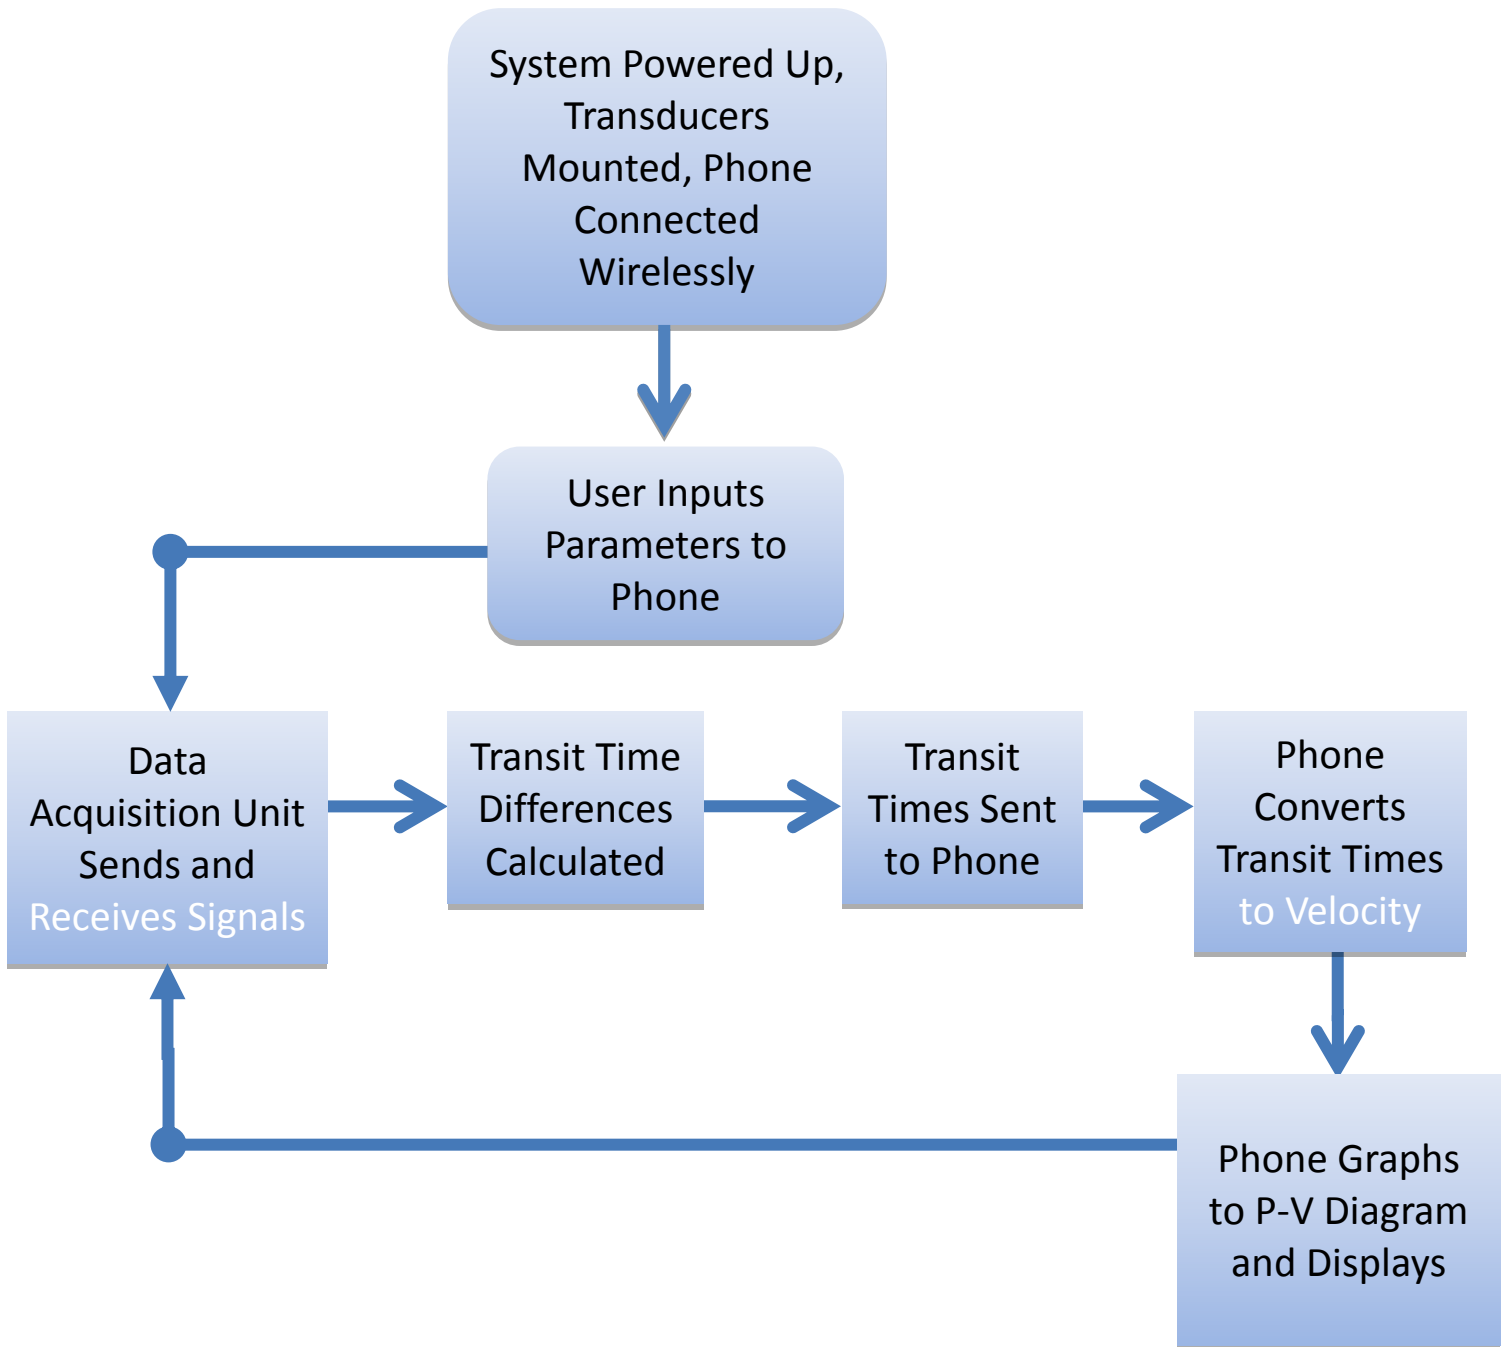 System Powered Up,
Transducers
Mounted, Phone
Connected
Wirelessly
User Inputs
Parameters to
Phone
Data
Acquisition Unit
Sends and
Receives Signals
Transit Time
Differences
Calculated
Transit
Times Sent
to Phone
Phone
Converts
Transit Times
to Velocity
Phone Graphs
to P-V Diagram
and Displays